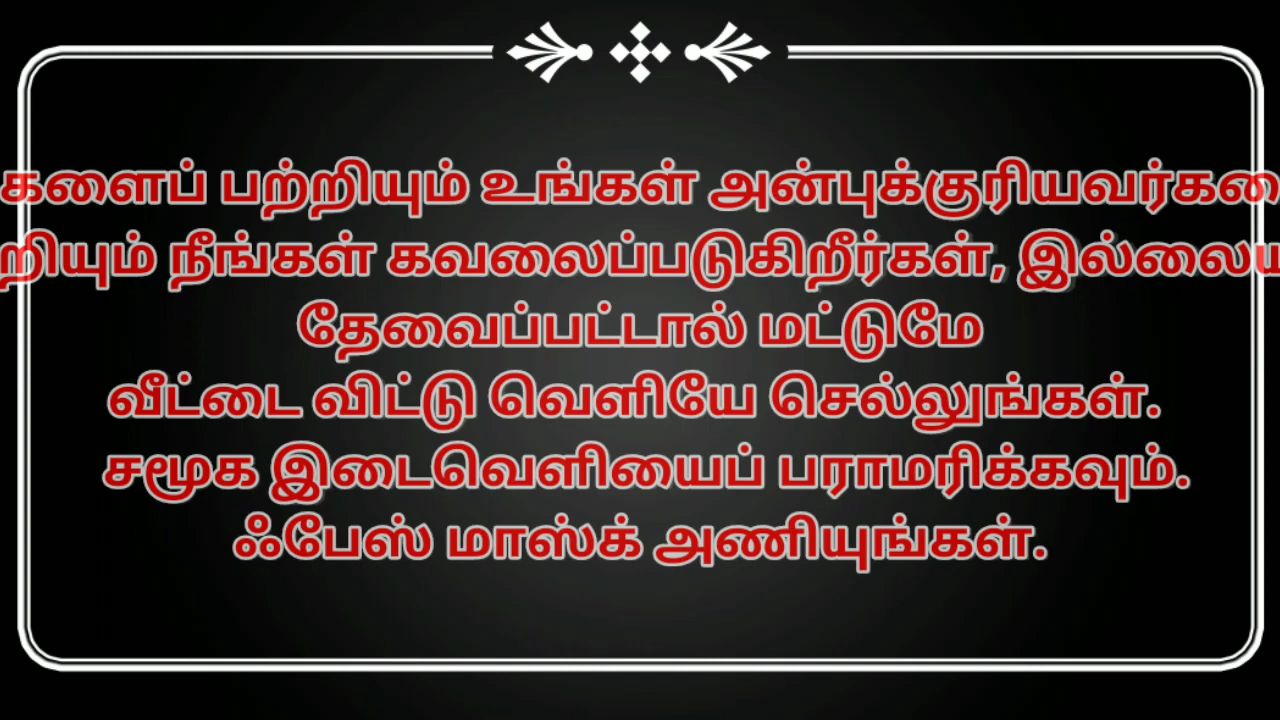 களைப் பற்றியும் உங்கள் அன்புக்குரியவர்களை
றியும் நீங்கள் கவலைப்படுகிறீர்கள், இல்லைய
தேவைப்பட்டால் மட்டுமே
வீட்டை விட்டு வெளியே செல்லுங்கள்.
சமூக இடைவெளியைப் பராமரிக்கவும்.
ஃபேஸ் மாஸ்க் அணியுங்கள்.